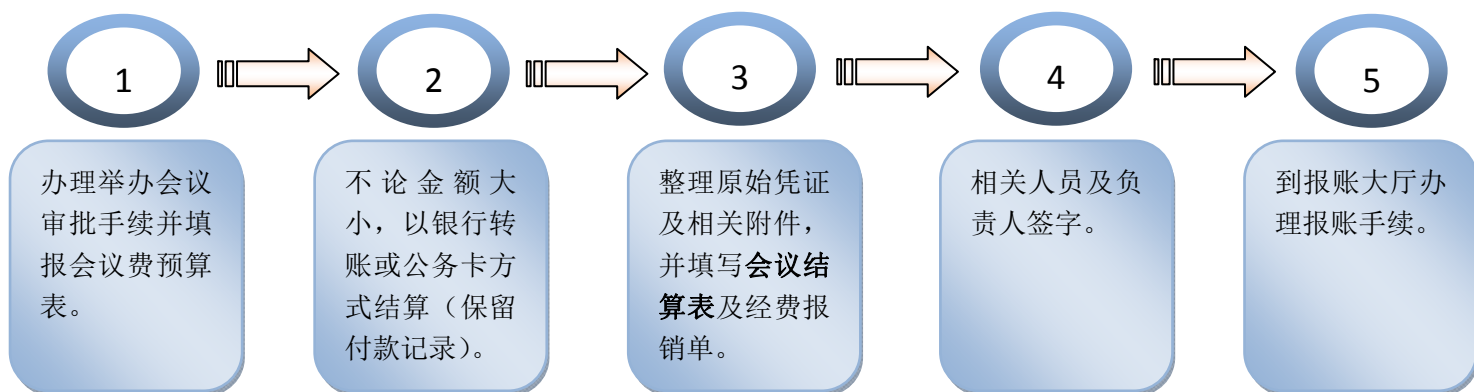 1
办理举办会议
审批手续并填
报会议费预算
表。
2
不论金额大
小，以银行转
账或公务卡方
式结算（保留
付款记录）。
3
整理原始凭证
及相关附件，
并填写会议结
算表及经费报
销单。
4
相关人员及负
责人签字。
5
到报账大厅办
理报账手续。